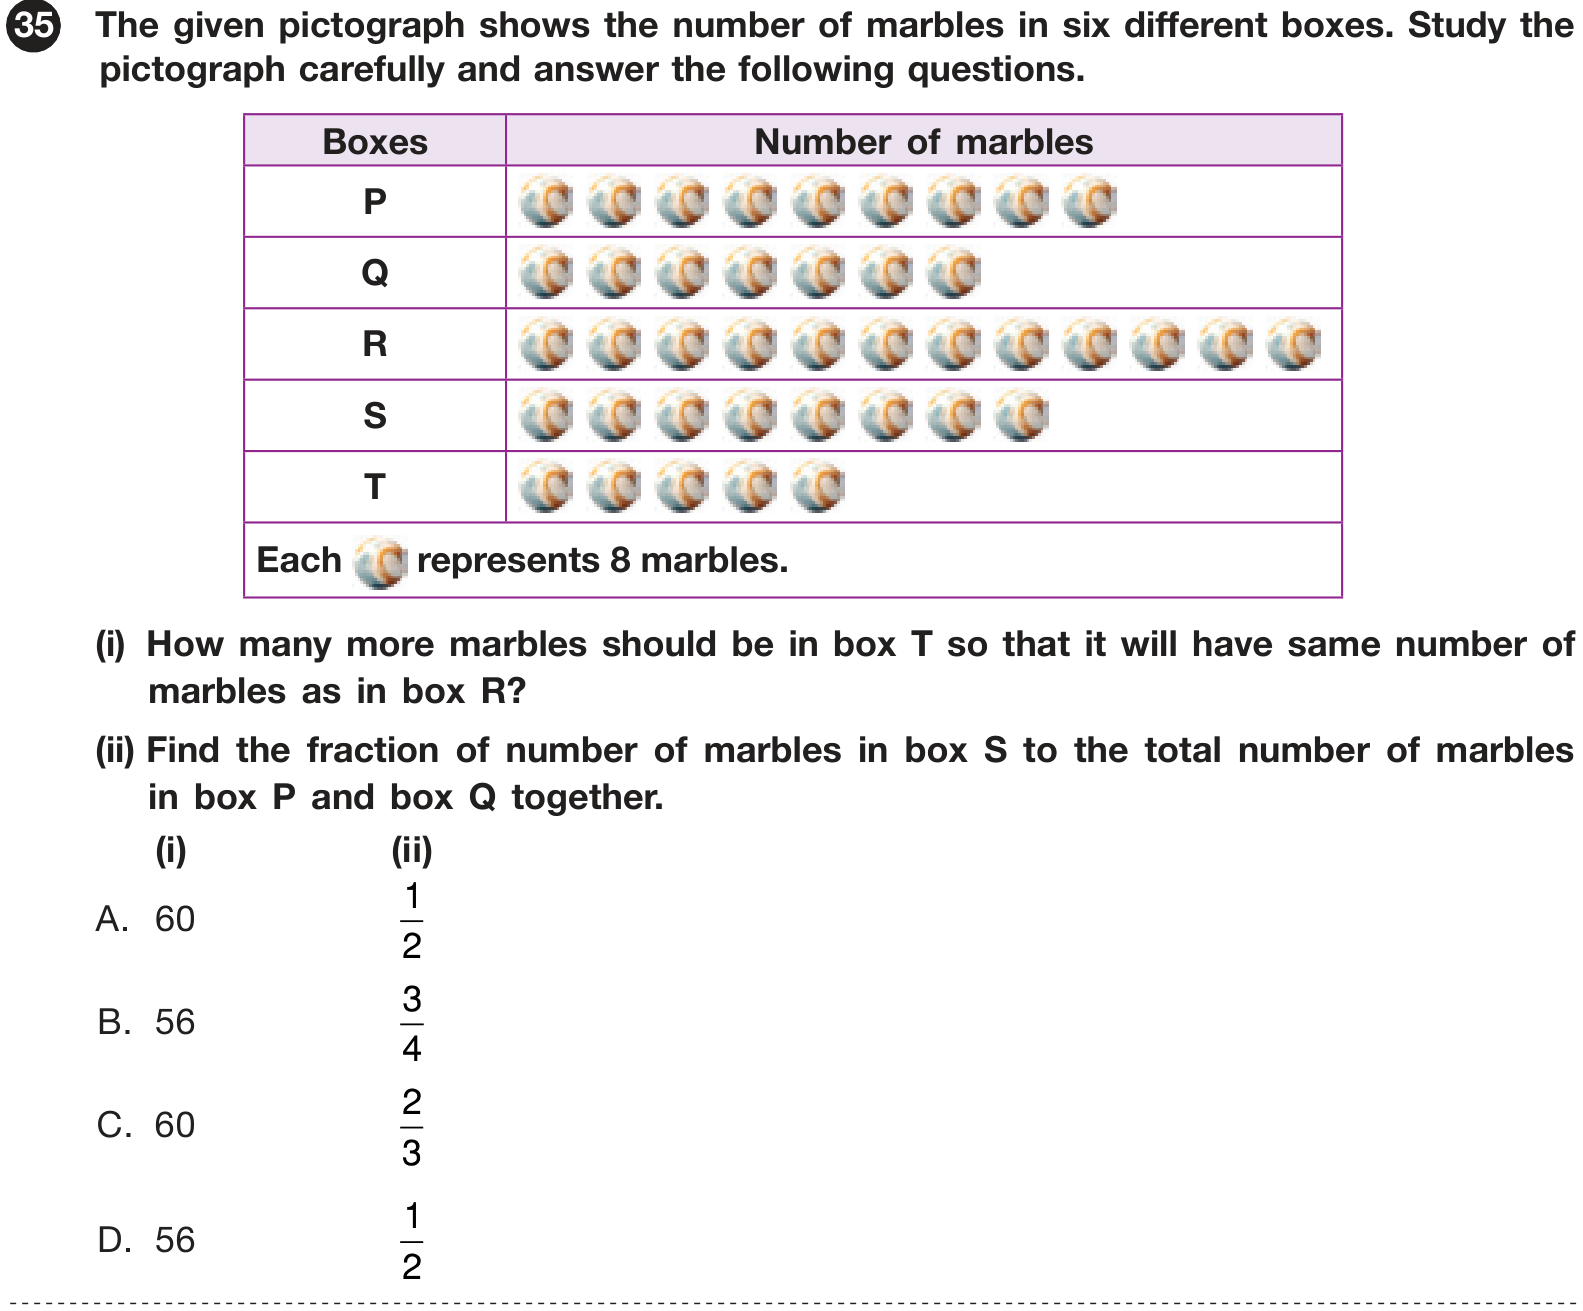 35 The given pictograph shows the number of marbles in six different boxes. Study the
pictograph carefully and answer the following questions.
Boxes Number of marbles
P
Q
R
S
T
Each represents 8 marbles.
(i) How many more marbles should be in box T so that it will have same number of
marbles as in box R?
(ii) Find the fraction of number of marbles in box S to the total number of marbles
in box P and box Q together.
(i) (ii)
A. 60 1/2
B. 56 3/4
C. 60 2/3
D. 56 1/2